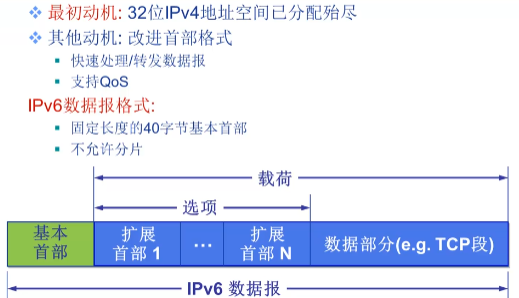 最初动机: 32位IPv4地址空间已分配殆尽
其他动机: 改进首部格式
快速处理/转发数据报
支持QoS
IPv6数据报格式:
固定长度的40字节基本首部
不允许分片
载荷
选项
基本
首部
扩展
首部 1
...
扩展
首部 N
数据部分(e.g. TCP段)
IPv6 数据报